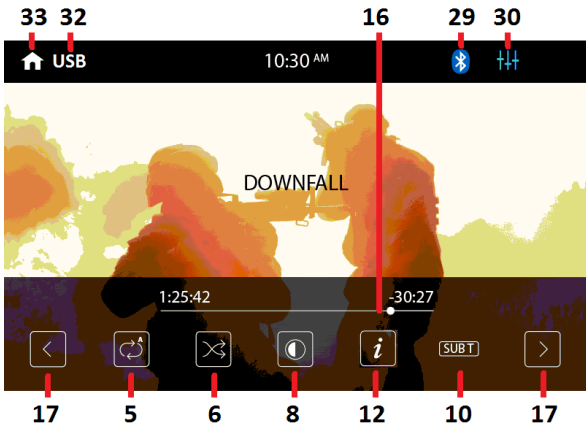 33 32 16 29 30
USB 10:30 AM
DOWNFALL
1:25:42 -30:27
A i SUBT
17 5 6 8 12 10 17